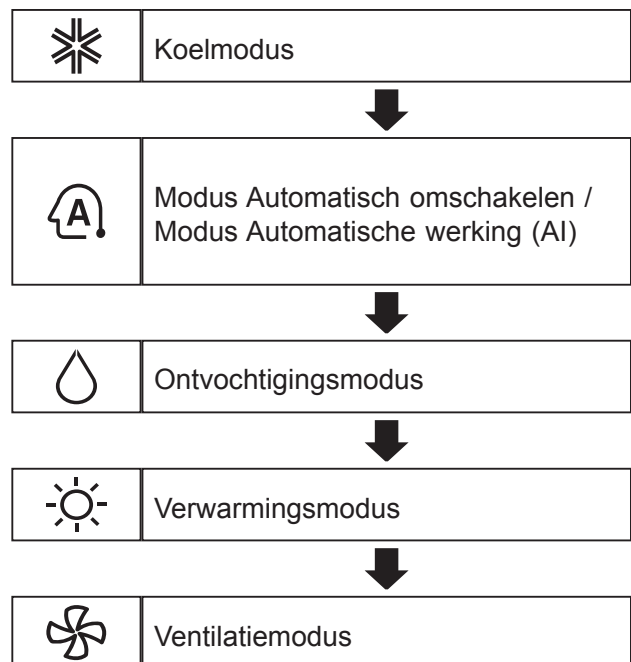 Koelmodus
A
Modus Automatisch omschakelen /
Modus Automatische werking (AI)
Ontvochtigingsmodus
Verwarmingsmodus
Ventilatiemodus